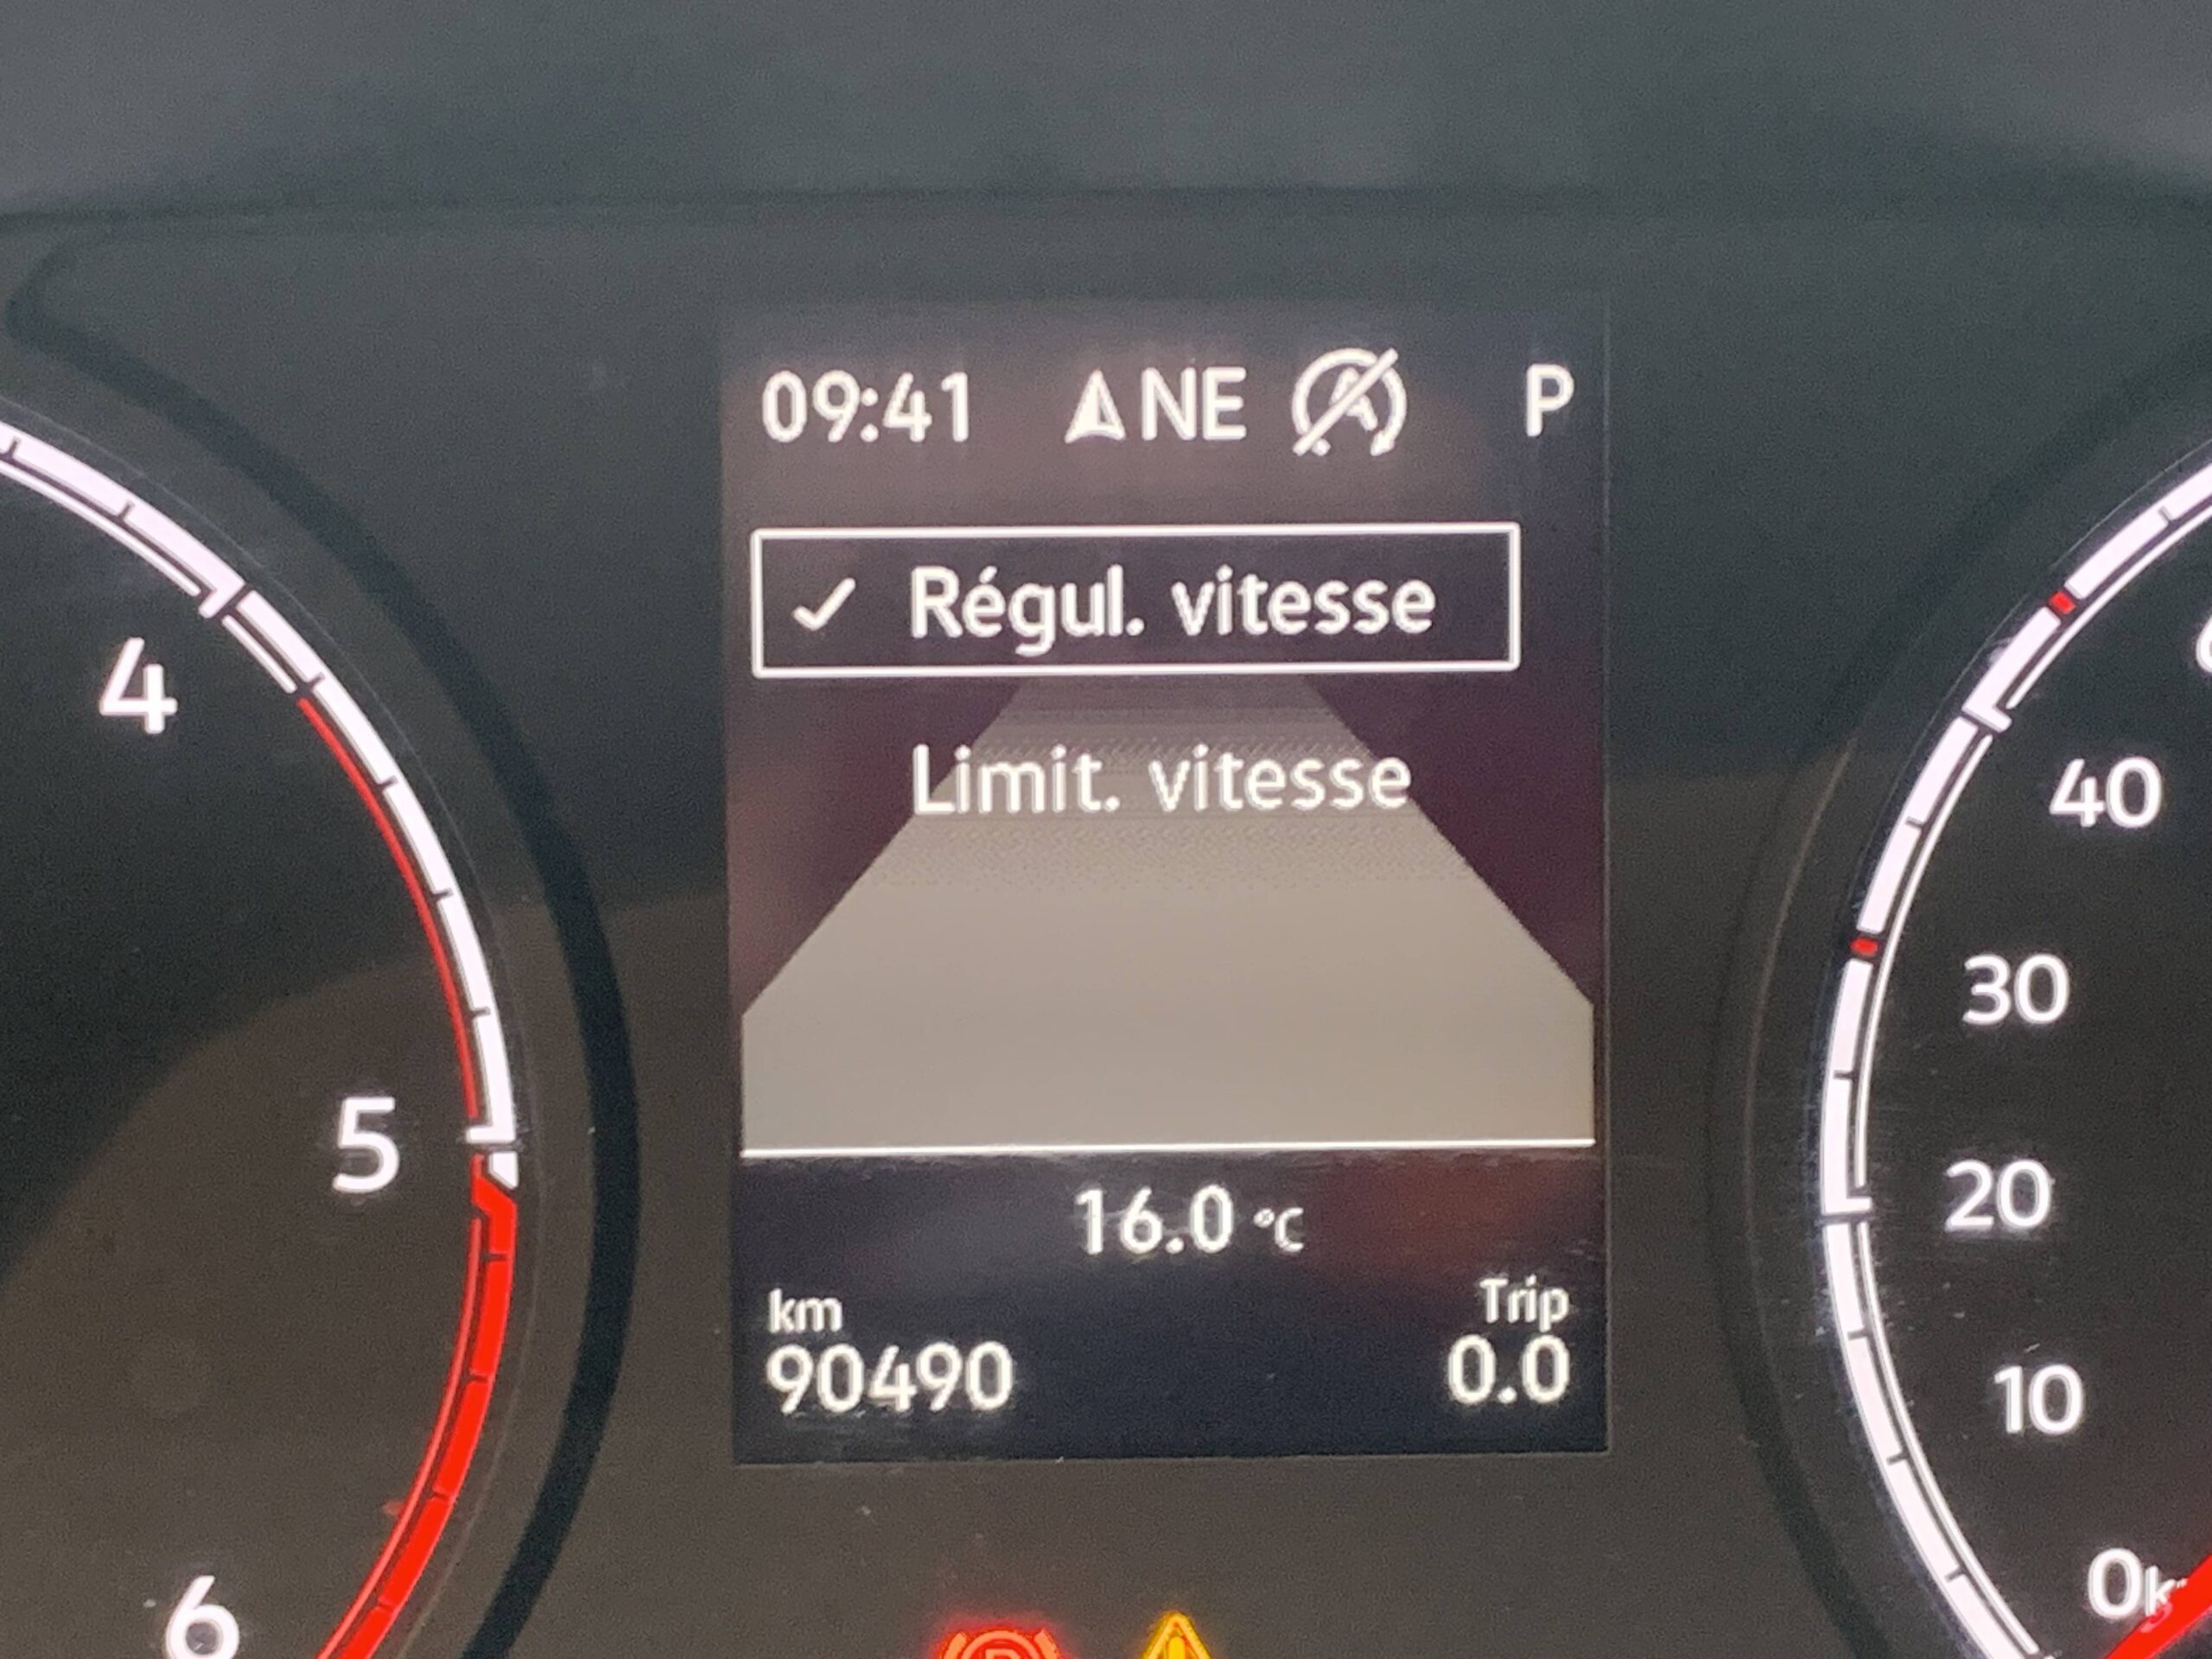 09:41 NE P
✓ Régul. vitesse
Limit. vitesse
16.0 °C
km Trip
90490 0.0
4
5
6
40
30
20
10
0